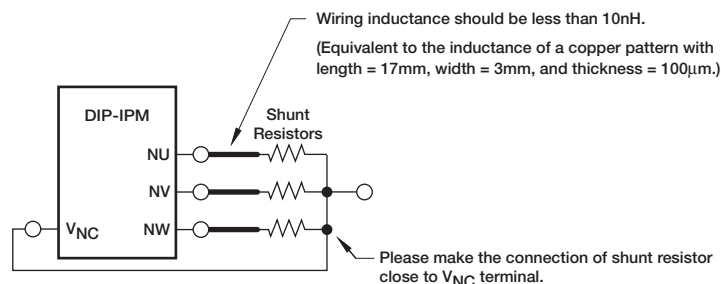 Wiring inductance should be less than 10nH.
(Equivalent to the inductance of a copper pattern with
length = 17mm, width = 3mm, and thickness = 100μm.)
DIP-IPM
Shunt
Resistors
NU
NV
VNC
NW
Please make the connection of shunt resistor
close to VNC terminal.